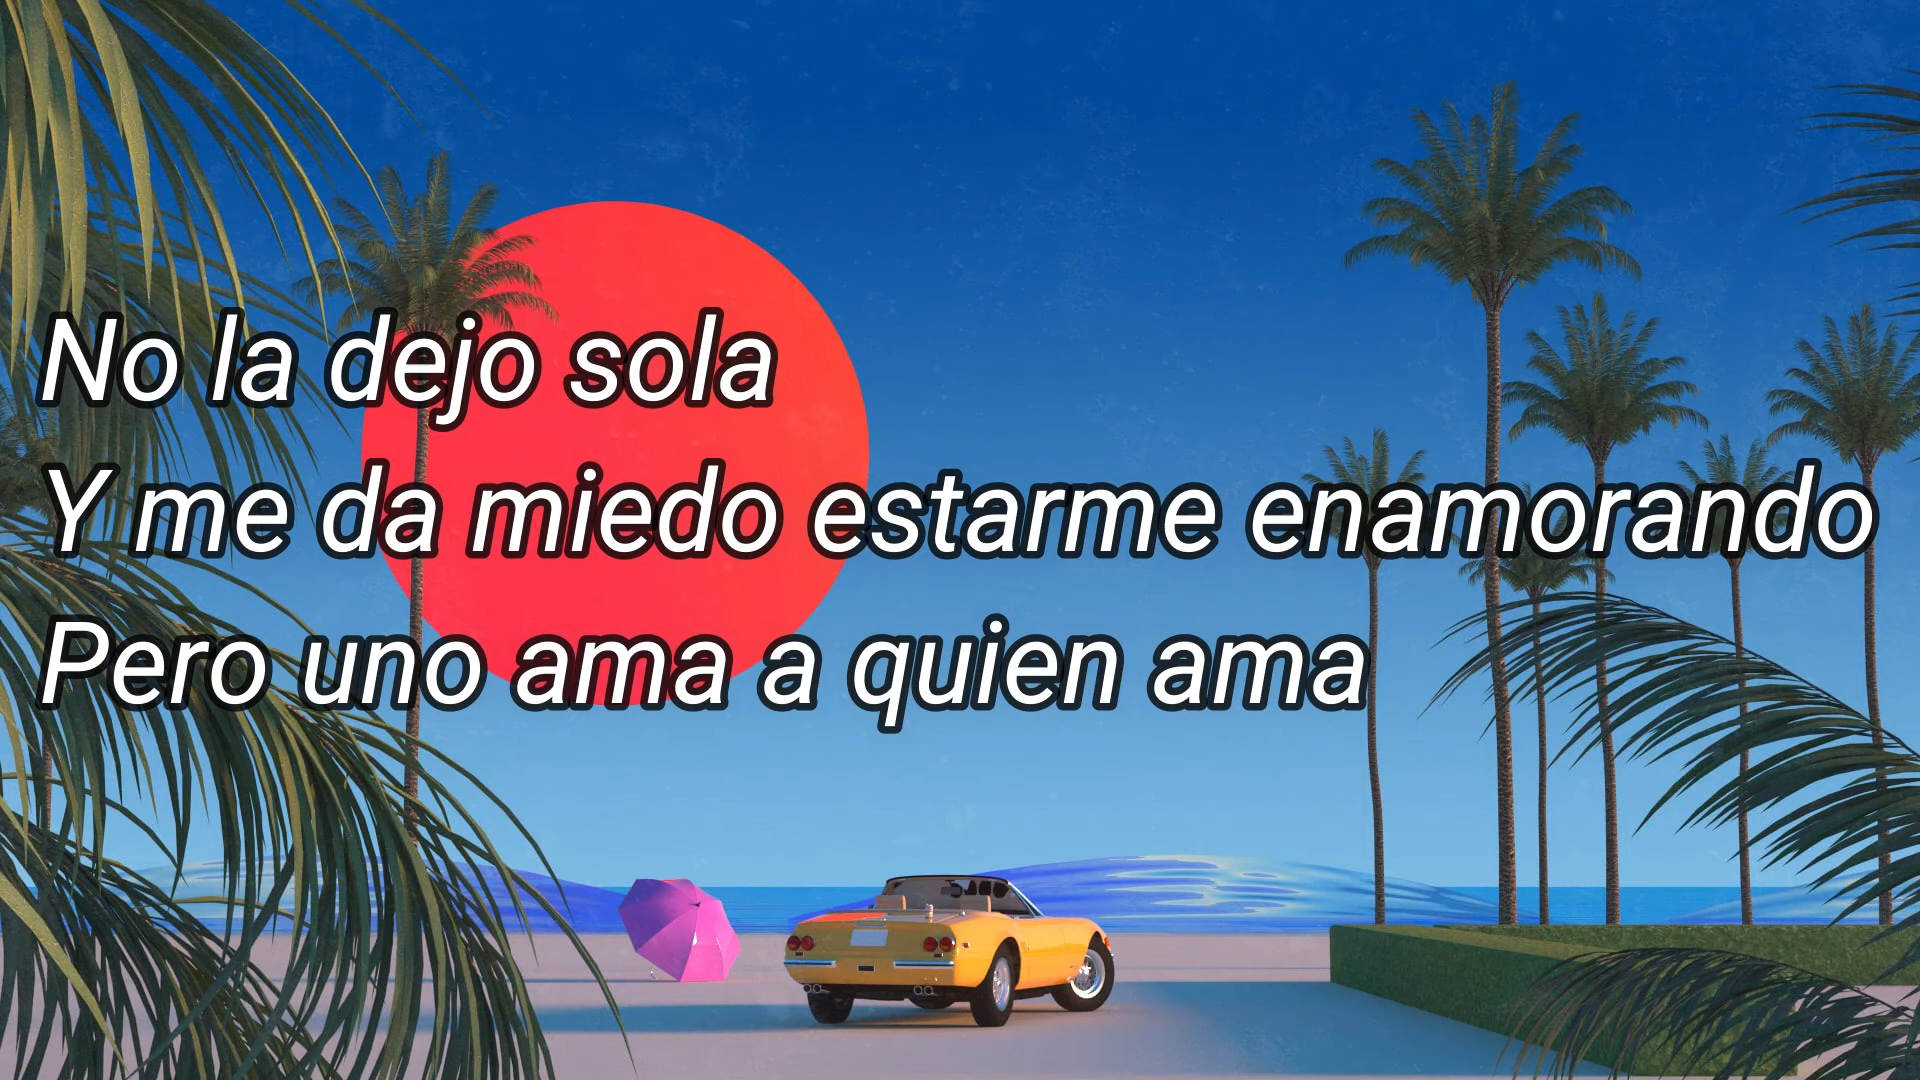 No la dejo sola
Y me da miedo estarme enamorando
Pero uno ama a quien ama